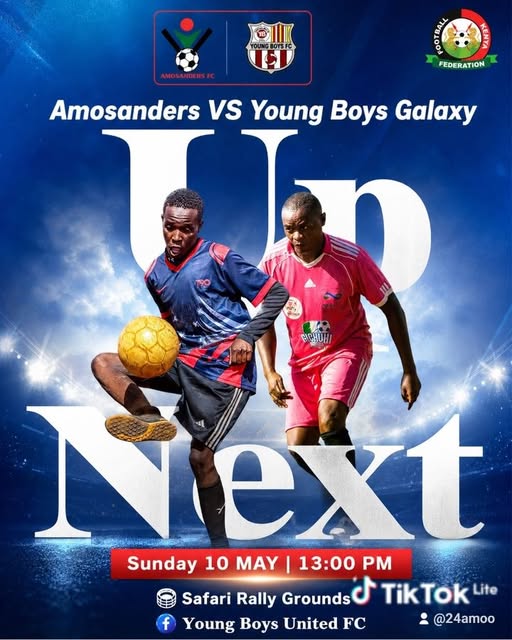 AMOSANDERS FC
YOUNG BOYS FC
FOOTBALL
KENYA
FEDERATION
Amosanders VS Young Boys Galaxy
Up
Next
GICHUHI
Sunday 10 MAY | 13:00 PM
Safari Rally Grounds
TikTok Lite
Young Boys United FC
@24amoo